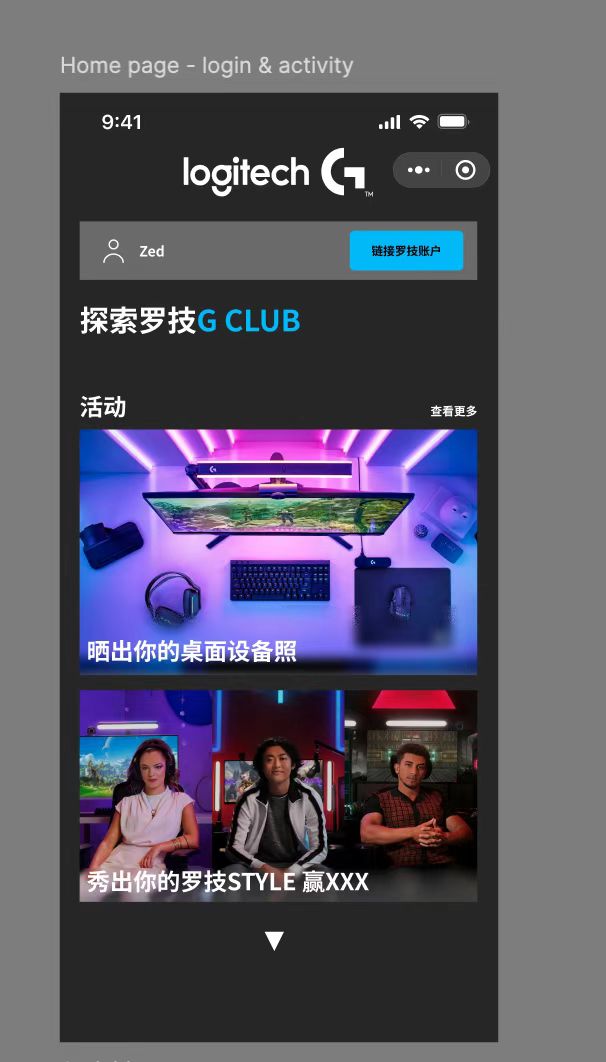 Home page - login & activity
9:41
logitech G
TM
Zed
链接罗技账户
探索罗技G CLUB
活动
查看更多
晒出你的桌面设备照
秀出你的罗技STYLE 赢XXX